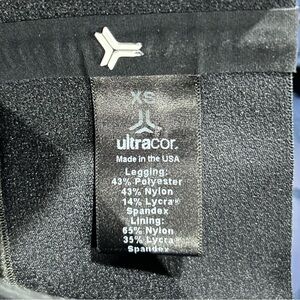 XS
ultracor.
Made in the USA
Legging:
43% Polyester
43% Nylon
14% Lycra®
Spandex
Lining:
65% Nylon
35% Lycra®
Spandex